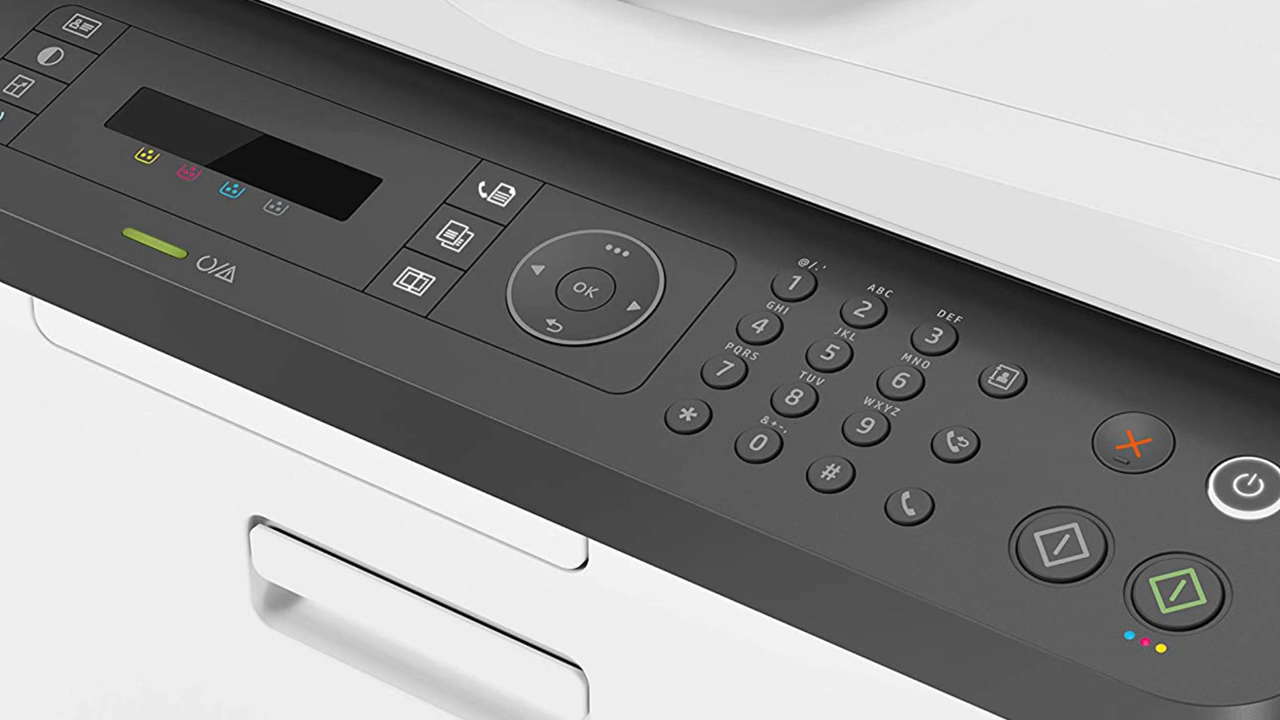 OK
@/.'
1
ABC
2
DEF
3
GHI
4
JKL
5
MNO
6
PQRS
7
TUV
8
WXYZ
9
*
&+-,
0
#